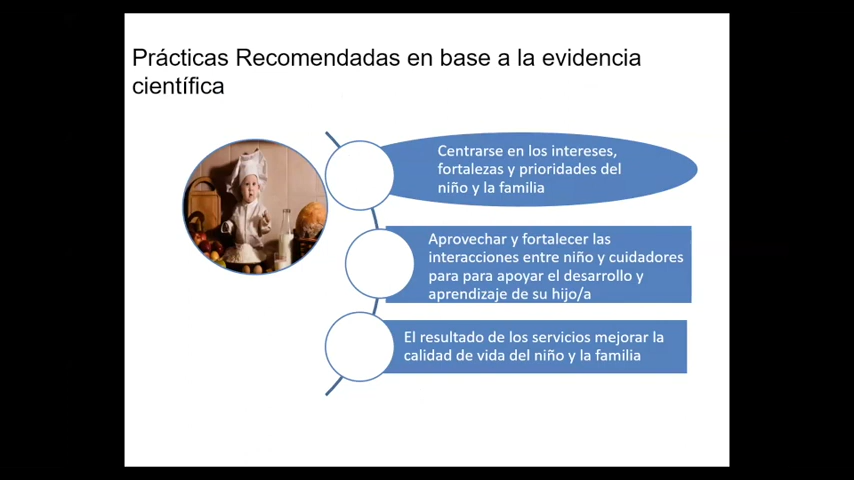 Prácticas Recomendadas en base a la evidencia
científica
Centrarse en los intereses,
fortalezas y prioridades del
niño y la familia
Aprovechar y fortalecer las
interacciones entre niño y cuidadores
para para apoyar el desarrollo y
aprendizaje de su hijo/a
El resultado de los servicios mejorar la
calidad de vida del niño y la familia